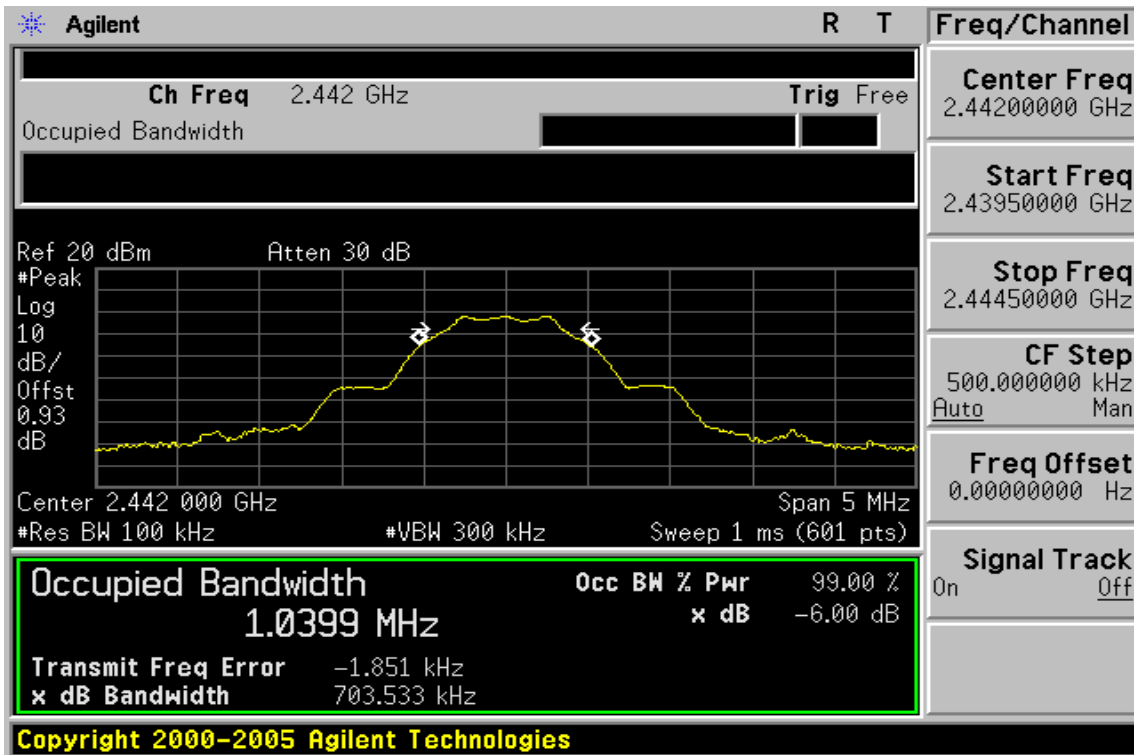 Agilent R T
Ch Freq 2.442 GHz Trig Free
Occupied Bandwidth
Ref 20 dBm Atten 30 dB
#Peak
Log
10
dB/
Offst
0.93
dB
Center 2.442 000 GHz Span 5 MHz
#Res BW 100 kHz #VBW 300 kHz Sweep 1 ms (601 pts)
Occupied Bandwidth
1.0399 MHz
Occ BW % Pwr 99.00 %
x dB -6.00 dB
Transmit Freq Error -1.851 kHz
x dB Bandwidth 703.533 kHz
Copyright 2000-2005 Agilent Technologies
Freq/Channel
Center Freq
2.44200000 GHz
Start Freq
2.43950000 GHz
Stop Freq
2.44450000 GHz
CF Step
500.000000 kHz
Auto Man
Freq Offset
0.00000000 Hz
Signal Track
On Off